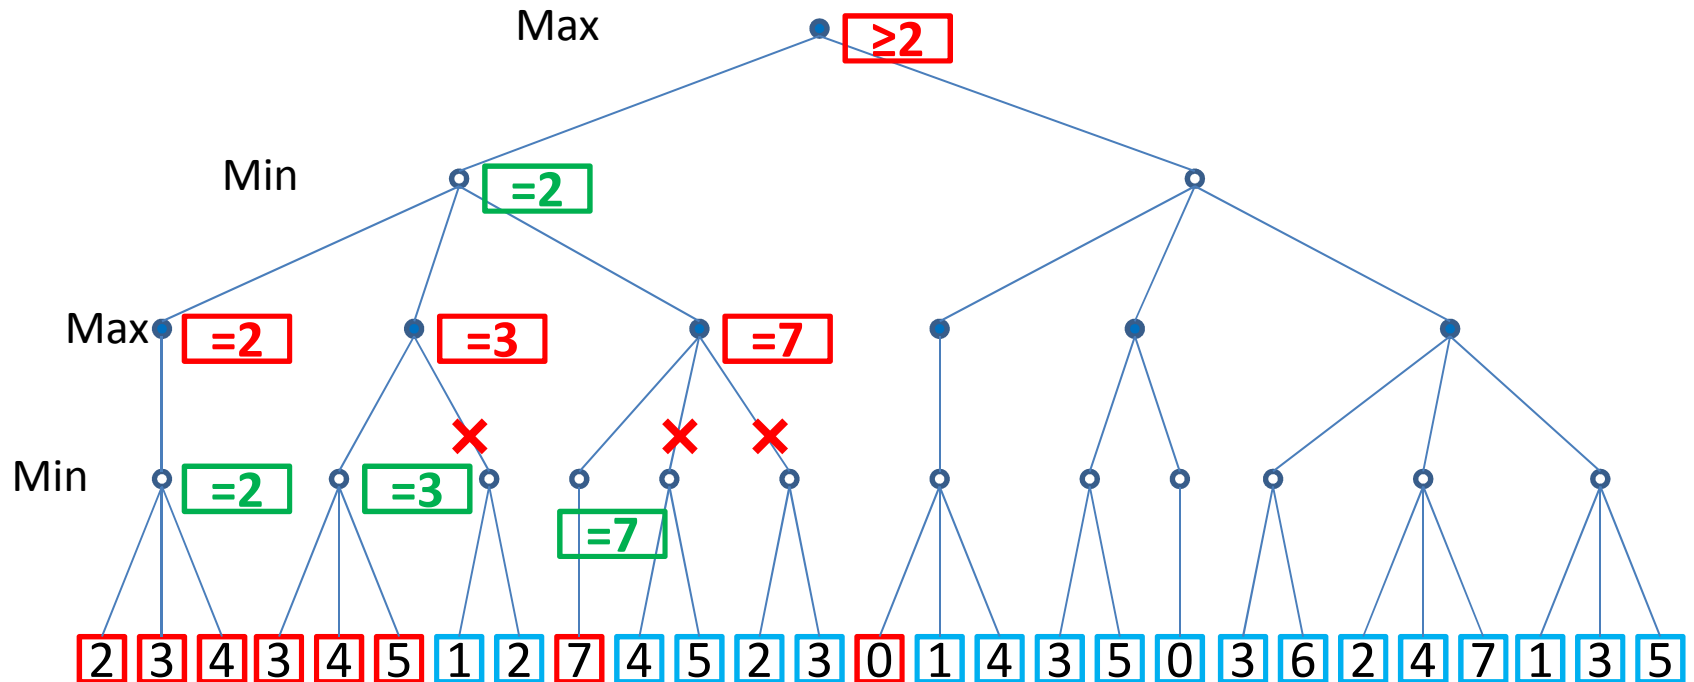 Max ≥2
Min =2
Max =2 =3 =7
Min =2 =3
=7
2 3 4 3 4 5 1 2 7 4 5 2 3 0 1 4 3 5 0 3 6 2 4 7 1 3 5